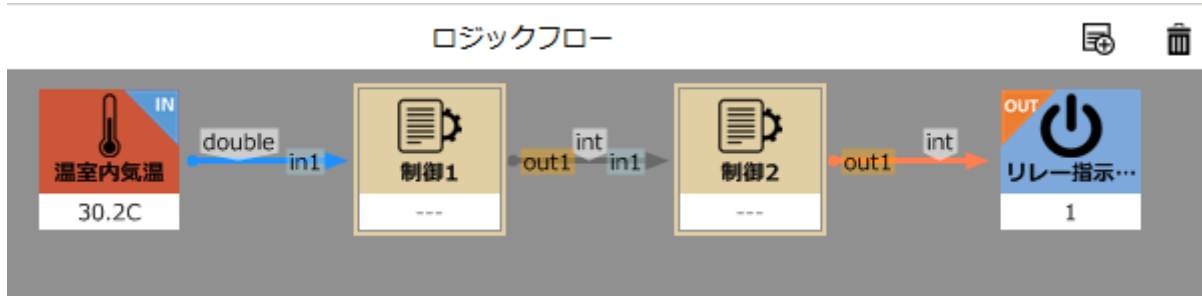 ロジックフロー
IN
温室内気温
30.2C
double
in1
制御1
---
out1
int
in1
制御2
---
out1
int
OUT
リレー指示…
1